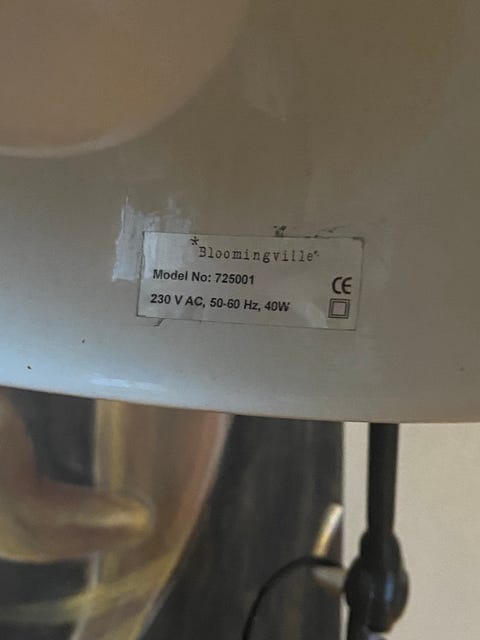 *Bloomingville*
Model No: 725001
230 V AC, 50-60 Hz, 40W
CE